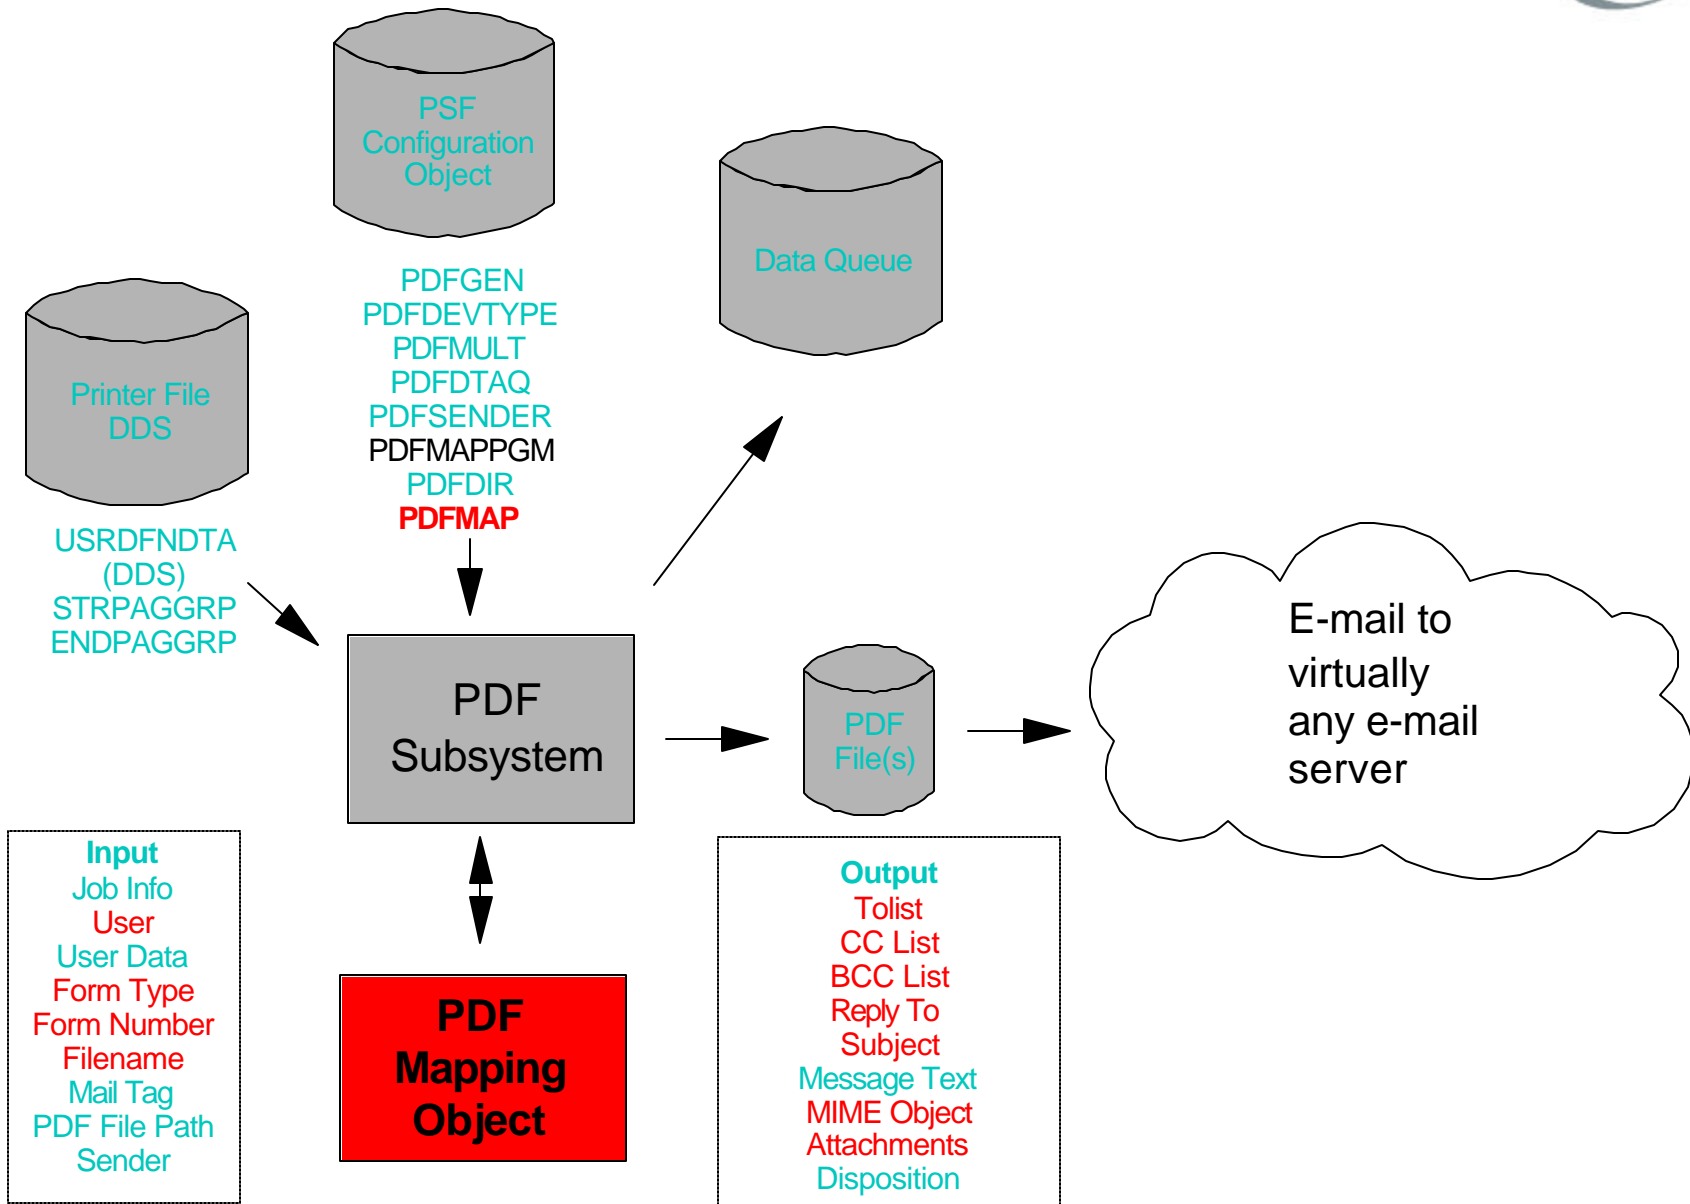 PSF
Configuration
Object
PDFGEN
PDFDEVTYPE
PDFMULT
PDFDTAQ
PDFSENDER
PDFMAPPGM
PDFDIR
PDFMAP
Data Queue
Printer File
DDS
USRDFNDTA
(DDS)
STRPAGGRP
ENDPAGGRP
PDF
Subsystem
PDF
File(s)
E-mail to
virtually
any e-mail
server
Input
Job Info
User
User Data
Form Type
Form Number
Filename
Mail Tag
PDF File Path
Sender
PDF
Mapping
Object
Output
Tolist
CC List
BCC List
Reply To
Subject
Message Text
MIME Object
Attachments
Disposition